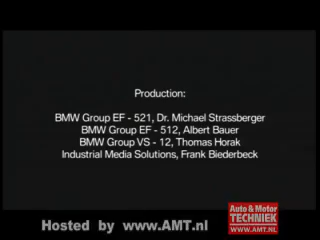 Production:
BMW Group EF - 521, Dr. Michael Strassberger
BMW Group EF - 512, Albert Bauer
BMW Group VS - 12, Thomas Horak
Industrial Media Solutions, Frank Biederbeck
Auto & Motor
TECHNIEK
WWW.AMT.NL
Hosted by www.AMT.nl